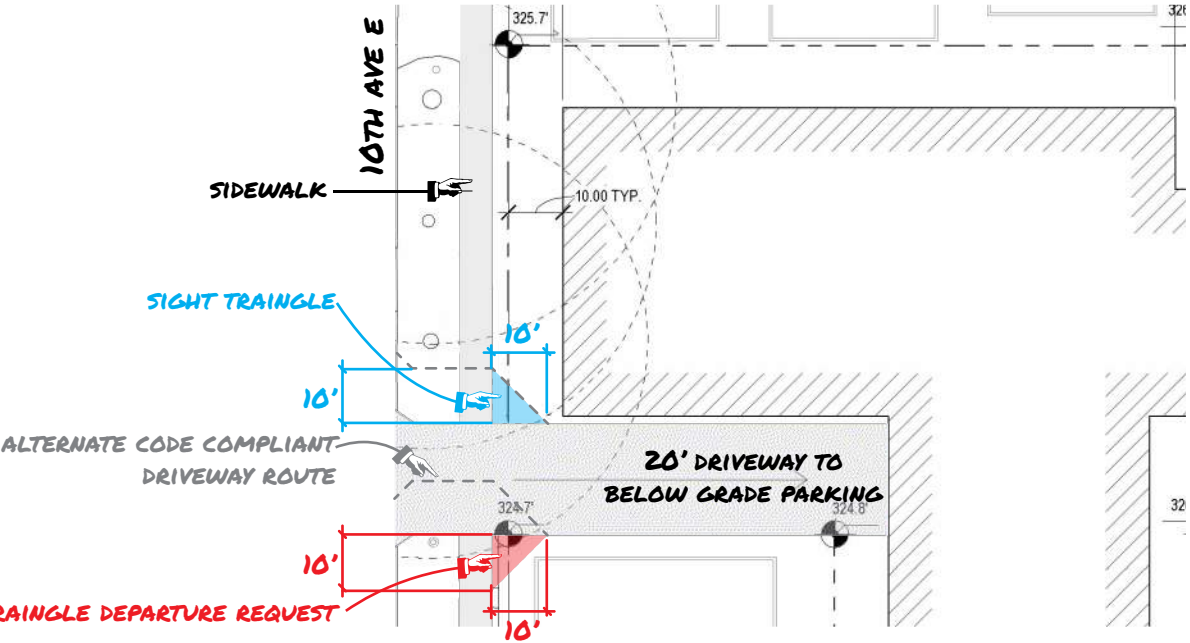 325.7'
326
10TH AVE E
SIDEWALK
10.00 TYP.
SIGHT TRAINGLE
10'
10'
ALTERNATE CODE COMPLIANT
DRIVEWAY ROUTE
20' DRIVEWAY TO
BELOW GRADE PARKING
324.7'
324.8'
10'
RAINGLE DEPARTURE REQUEST
10'